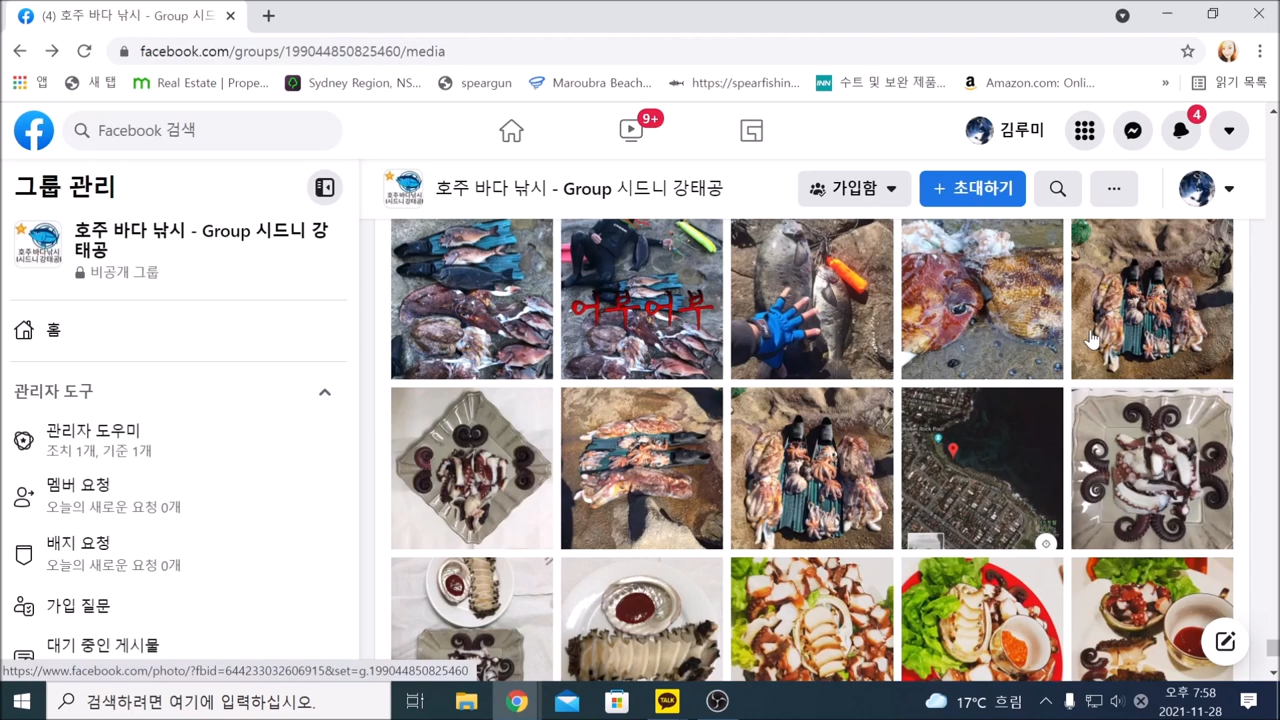 (4) 호주 바다 낚시 - Group 시드
facebook.com/groups/199044850825460/media
앱
새 탭
Real Estate | Prope...
Sydney Region, NS...
speargun
Maroubra Beach...
https://spearfishin...
INN
수트 및 보완 제품...
Amazon.com: Onli...
»
읽기 목록
Facebook 검색
9+
김루미
4
그룹 관리
호주 바다 낚시 - Group 시드니 강태공
가입함
+ 초대하기
...
호주 바다 낚시 - Group 시드니 강
태공
비공개 그룹
홈
관리자 도구
관리자 도우미
조치 1개, 기준 1개
멤버 요청
오늘의 새로운 요청 0개
배지 요청
오늘의 새로운 요청 0개
가입 질문
대기 중인 게시물
어부어부
https://www.facebook.com/photo/?fbid=644233032606915&set=g.199044850825460
검색하려면 여기에 입력하십시오.
TALK
17°C 흐림
오후 7:58
2021-11-28